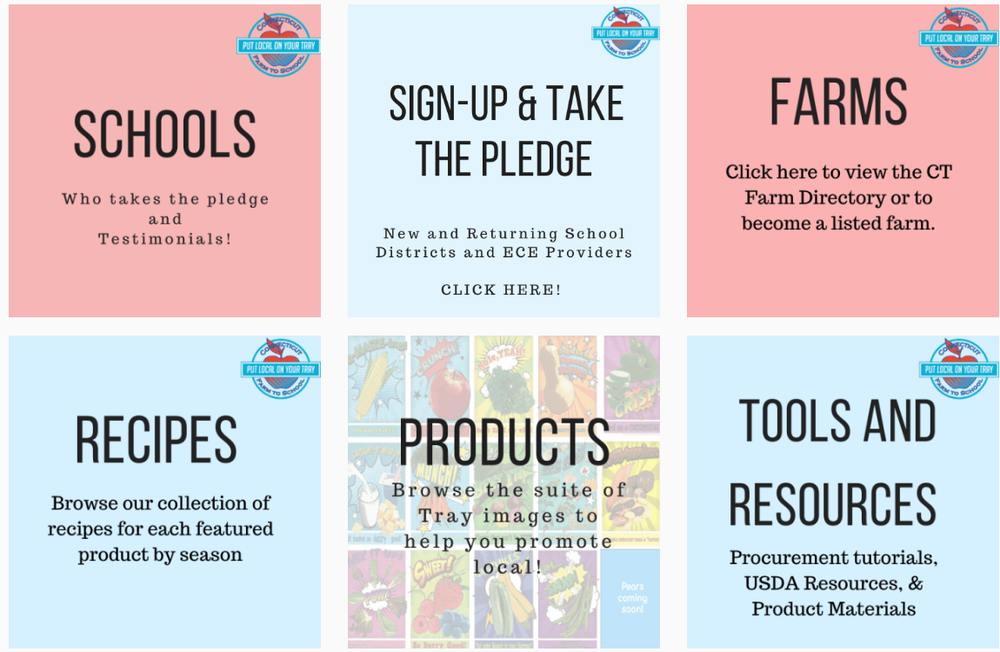 CONNECTICUT
PUT LOCAL ON YOUR TRAY
FARM TO SCHOOL
SCHOOLS
Who takes the pledge
and
Testimonials!
CONNECTICUT
PUT LOCAL ON YOUR TRAY
FARM TO SCHOOL
SIGN-UP & TAKE
THE PLEDGE
New and Returning School
Districts and ECE Providers
CLICK HERE!
CONNECTICUT
PUT LOCAL ON YOUR TRAY
FARM TO SCHOOL
FARMS
Click here to view the CT
Farm Directory or to
become a listed farm.
CONNECTICUT
PUT LOCAL ON YOUR TRAY
FARM TO SCHOOL
RECIPES
Browse our collection of
recipes for each featured
product by season
CRUNCH
YEAH!
CRISP
PRODUCTS
Browse the suite of
Tray images to
help you promote
local!
MUNCH!
SWEET!
So Berry Good!
Pears
coming
soon!
CONNECTICUT
PUT LOCAL ON YOUR TRAY
FARM TO SCHOOL
TOOLS AND
RESOURCES
Procurement tutorials,
USDA Resources, &
Product Materials